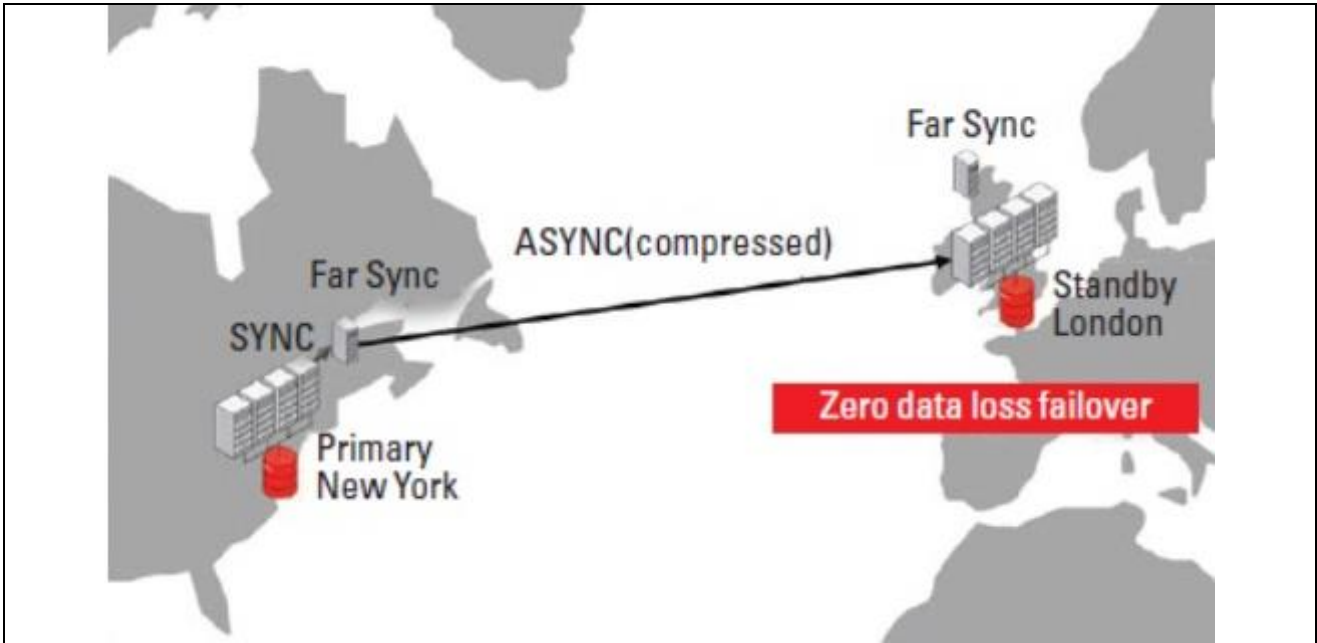 Far Sync
ASYNC(compressed)
Far Sync
SYNC
Standby
London
Zero data loss failover
Primary
New York